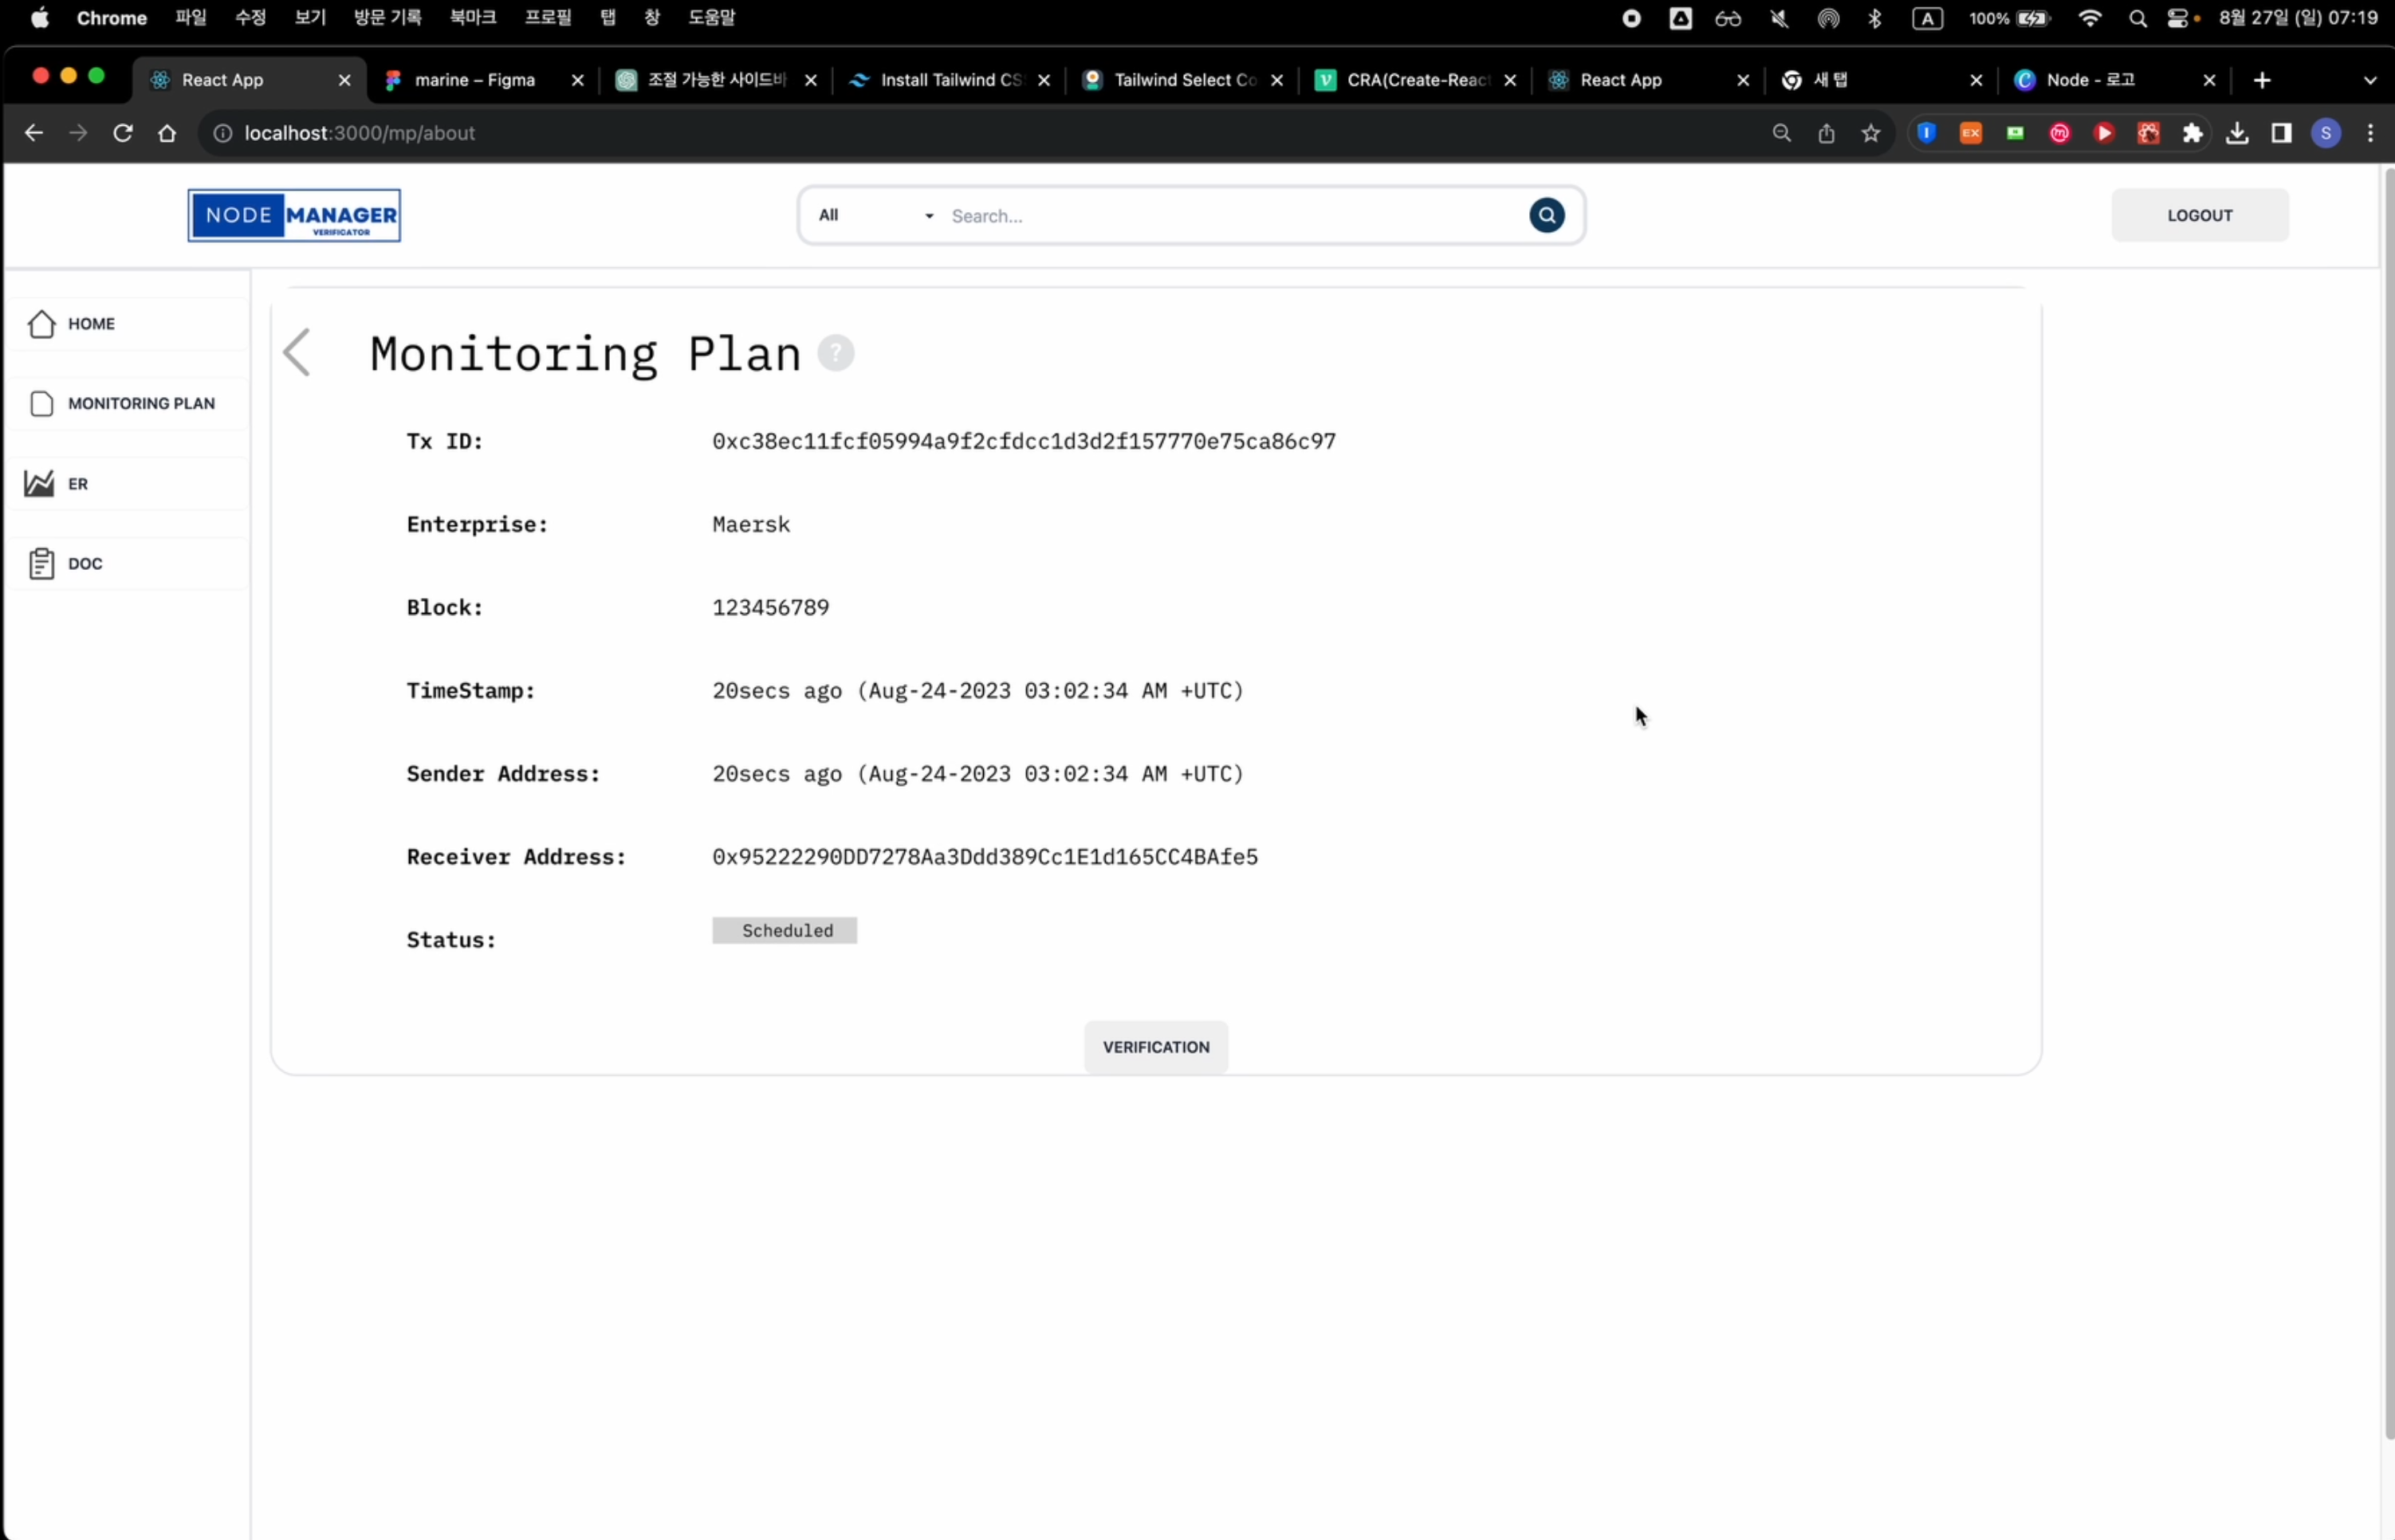 Chrome 파일 수정 보기 방문 기록 북마크 프로필 탭 창 도움말 A 100% 8월 27일 (일) 07:19
React App marine – Figma 조절 가능한 사이드바 Install Tailwind CS Tailwind Select Co CRA(Create-React React App 새 탭 Node - 로고
localhost:3000/mp/about EX S
NODE MANAGER
VERIFICATOR
All Search...
LOGOUT
HOME
MONITORING PLAN
ER
DOC
Monitoring Plan ?
Tx ID: 0xc38ec11fcf05994a9f2cfdcc1d3d2f157770e75ca86c97
Enterprise: Maersk
Block: 123456789
TimeStamp: 20secs ago (Aug-24-2023 03:02:34 AM +UTC)
Sender Address: 20secs ago (Aug-24-2023 03:02:34 AM +UTC)
Receiver Address: 0x95222290DD7278Aa3Ddd389Cc1E1d165CC4BAfe5
Status: Scheduled
VERIFICATION